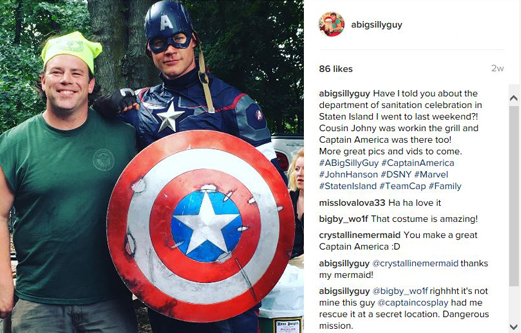 abigsillyguy
86 likes
2w
abigsillyguy Have I told you about the
department of sanitation celebration in
Staten Island I went to last weekend?!
Cousin Johny was workin the grill and
Captain America was there too!
More great pics and vids to come.
#ABigSillyGuy #CaptainAmerica
#JohnHanson #DSNY #Marvel
#StatenIsland #TeamCap #Family
misslovalova33 Ha ha love it
bigby_wo1f That costume is amazing!
crystallinemermaid You make a great
Captain America :D
abigsillyguy @crystallinemermaid thanks
my mermaid!
abigsillyguy @bigby_wo1f righhht it's not
mine this guy @captaincosplay had me
rescue it at a secret location. Dangerous
mission.
A